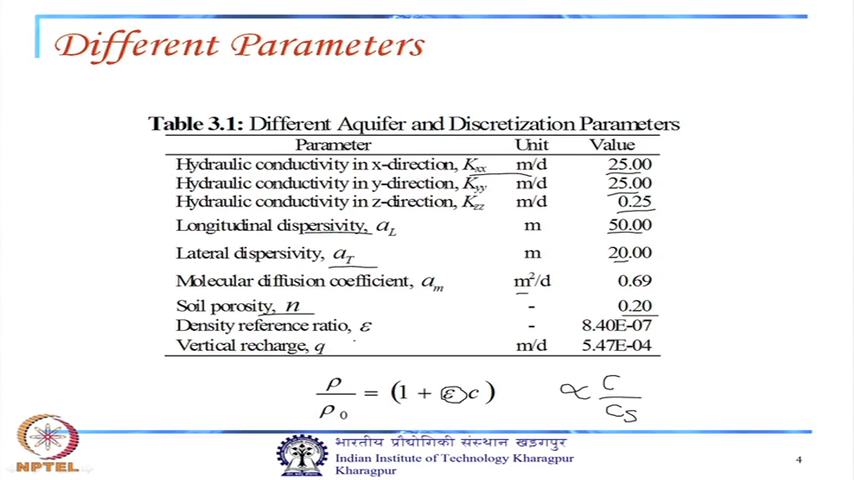 Different Parameters
Table 3.1: Different Aquifer and Discretization Parameters
Parameter Unit Value
Hydraulic conductivity in x-direction, Kxx m/d 25.00
Hydraulic conductivity in y-direction, Kyy m/d 25.00
Hydraulic conductivity in z-direction, Kzz m/d 0.25
Longitudinal dispersivity, aL m 50.00
Lateral dispersivity, aT m 20.00
Molecular diffusion coefficient, am m²/d 0.69
Soil porosity, n - 0.20
Density reference ratio, ε - 8.40E-07
Vertical recharge, q m/d 5.47E-04
ρ/ρ0 = (1 + εc) ∝ C/CS
NPTEL
भारतीय प्रौद्योगिकी संस्थान खड़गपुर
Indian Institute of Technology Kharagpur
Kharagpur
4